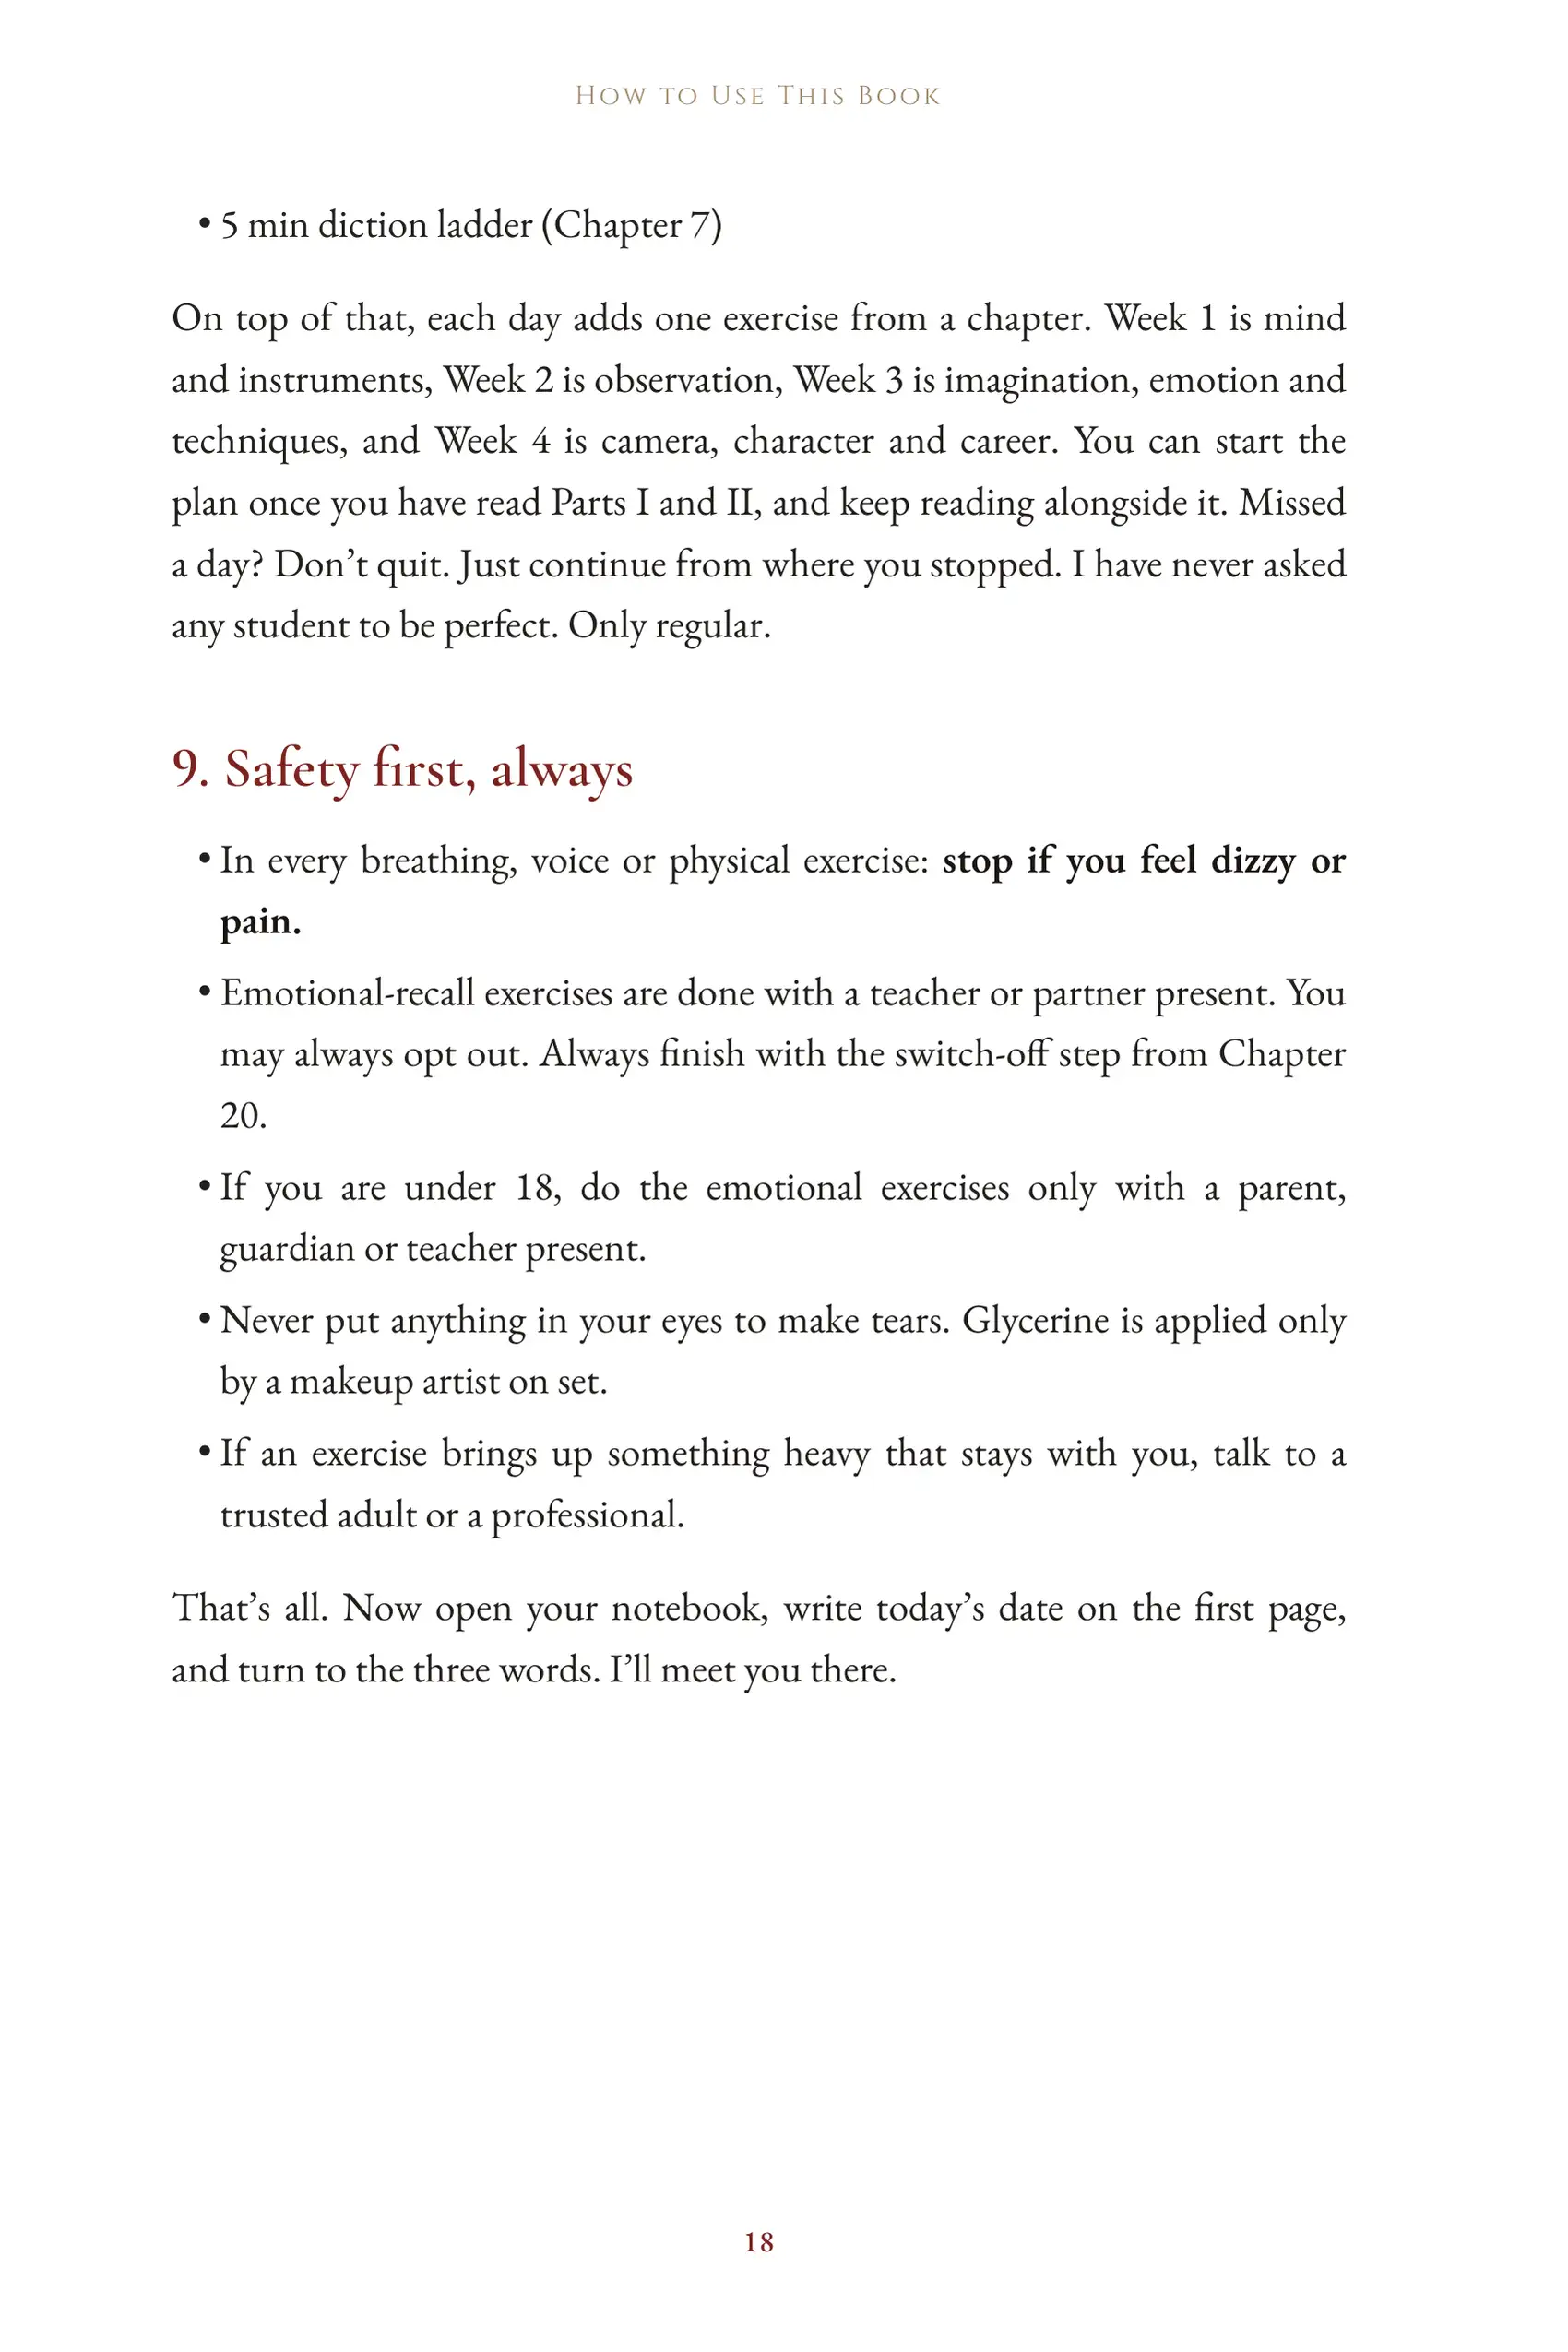 How to Use This Book
• 5 min diction ladder (Chapter 7)
On top of that, each day adds one exercise from a chapter. Week 1 is mind
and instruments, Week 2 is observation, Week 3 is imagination, emotion and
techniques, and Week 4 is camera, character and career. You can start the
plan once you have read Parts I and II, and keep reading alongside it. Missed
a day? Don’t quit. Just continue from where you stopped. I have never asked
any student to be perfect. Only regular.
9. Safety first, always
• In every breathing, voice or physical exercise: stop if you feel dizzy or
pain.
• Emotional-recall exercises are done with a teacher or partner present. You
may always opt out. Always finish with the switch-off step from Chapter
20.
• If you are under 18, do the emotional exercises only with a parent,
guardian or teacher present.
• Never put anything in your eyes to make tears. Glycerine is applied only
by a makeup artist on set.
• If an exercise brings up something heavy that stays with you, talk to a
trusted adult or a professional.
That’s all. Now open your notebook, write today’s date on the first page,
and turn to the three words. I’ll meet you there.
18